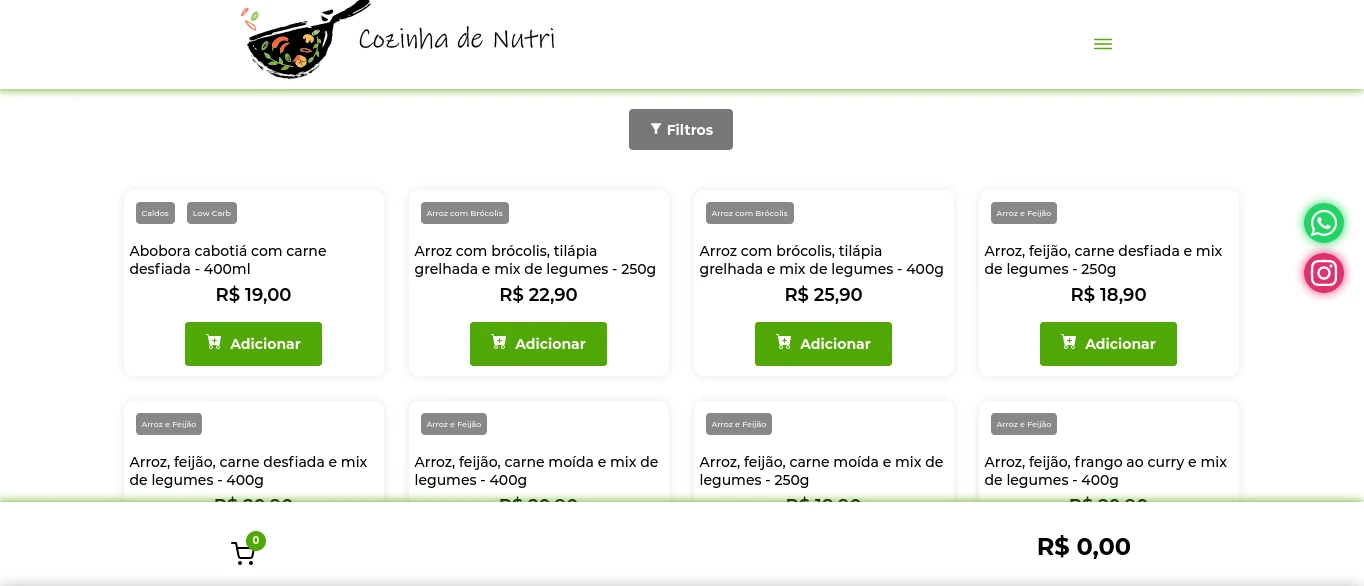 Cozinha de Nutri
Filtros
Caldos
Low Carb
Abobora cabotiá com carne
desfiada - 400ml
R$ 19,00
Adicionar
Arroz com Brócolis
Arroz com brócolis, tilápia
grelhada e mix de legumes - 250g
R$ 22,90
Adicionar
Arroz com Brócolis
Arroz com brócolis, tilápia
grelhada e mix de legumes - 400g
R$ 25,90
Adicionar
Arroz e Feijão
Arroz, feijão, carne desfiada e mix
de legumes - 250g
R$ 18,90
Adicionar
Arroz e Feijão
Arroz, feijão, carne desfiada e mix
de legumes - 400g
Arroz e Feijão
Arroz, feijão, carne moída e mix de
legumes - 400g
Arroz e Feijão
Arroz, feijão, carne moída e mix de
legumes - 250g
Arroz e Feijão
Arroz, feijão, frango ao curry e mix
de legumes - 400g
0
R$ 0,00